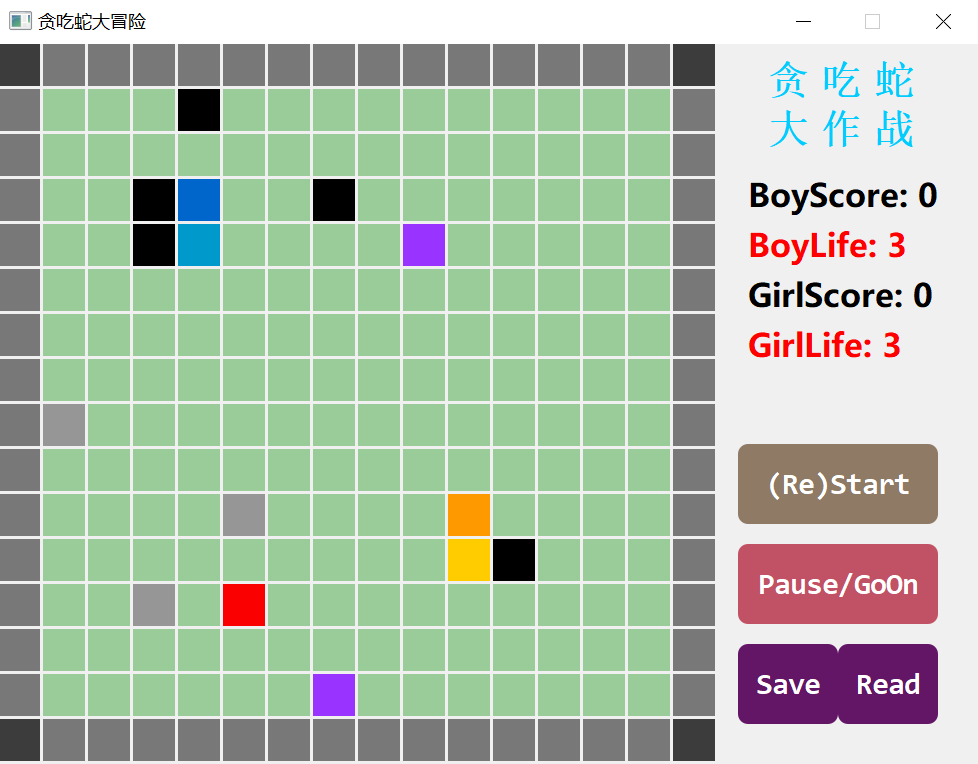 贪吃蛇大冒险
贪吃蛇
大作战
BoyScore: 0
BoyLife: 3
GirlScore: 0
GirlLife: 3
(Re)Start
Pause/GoOn
Save Read